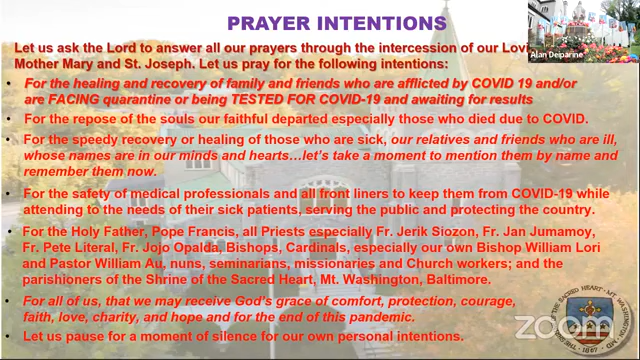 PRAYER INTENTIONS
Let us ask the Lord to answer all our prayers through the intercession of our Lovi
Mother Mary and St. Joseph. Let us pray for the following intentions:
• For the healing and recovery of family and friends who are afflicted by COVID 19 and/or
are FACING quarantine or being TESTED FOR COVID-19 and awaiting for results
• For the repose of the souls our faithful departed especially those who died due to COVID.
• For the speedy recovery or healing of those who are sick, our relatives and friends who are ill,
whose names are in our minds and hearts…let's take a moment to mention them by name and
remember them now.
• For the safety of medical professionals and all front liners to keep them from COVID-19 while
attending to the needs of their sick patients, serving the public and protecting the country.
• For the Holy Father, Pope Francis, all Priests especially Fr. Jerik Siozon, Fr. Jan Jumamoy,
Fr. Pete Literal, Fr. Jojo Opalda, Bishops, Cardinals, especially our own Bishop William Lori
and Pastor William Au, nuns, seminarians, missionaries and Church workers; and the
parishioners of the Shrine of the Sacred Heart, Mt. Washington, Baltimore.
• For all of us, that we may receive God's grace of comfort, protection, courage,
faith, love, charity, and hope and for the end of this pandemic.
• Let us pause for a moment of silence for our own personal intentions.
Alan Delparine
zoom